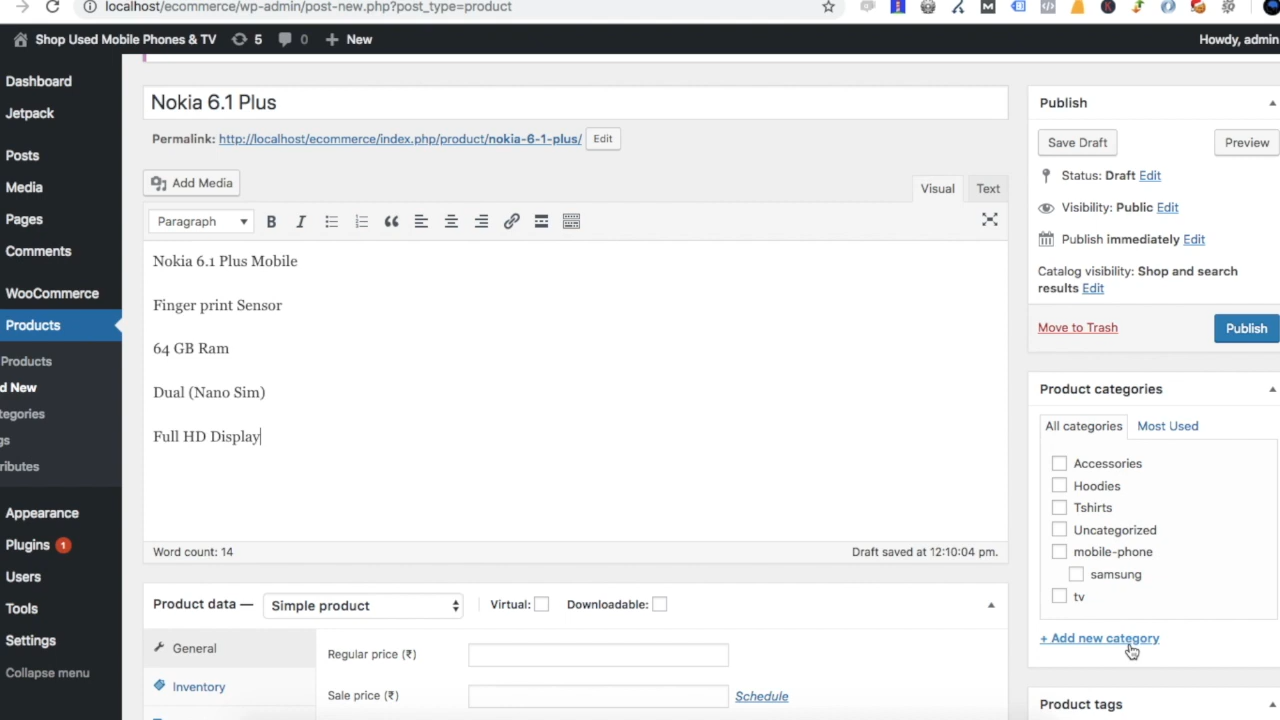 localhost/ecommerce/wp-admin/post-new.php?post_type=product
Shop Used Mobile Phones & TV 5 0 + New Howdy, admin
Dashboard
Jetpack
Posts
Media
Pages
Comments
WooCommerce
Products
Products
d New
tegories
gs
ributes
Appearance
Plugins 1
Users
Tools
Settings
Collapse menu
Nokia 6.1 Plus
Permalink: http://localhost/ecommerce/index.php/product/nokia-6-1-plus/ Edit
Add Media
Visual Text
Paragraph B I
Nokia 6.1 Plus Mobile
Finger print Sensor
64 GB Ram
Dual (Nano Sim)
Full HD Display
Word count: 14 Draft saved at 12:10:04 pm.
Product data — Simple product Virtual: Downloadable:
General
Inventory
Regular price (₹)
Sale price (₹) Schedule
Publish
Save Draft Preview
Status: Draft Edit
Visibility: Public Edit
Publish immediately Edit
Catalog visibility: Shop and search
results Edit
Move to Trash Publish
Product categories
All categories Most Used
Accessories
Hoodies
Tshirts
Uncategorized
mobile-phone
samsung
tv
+ Add new category
Product tags